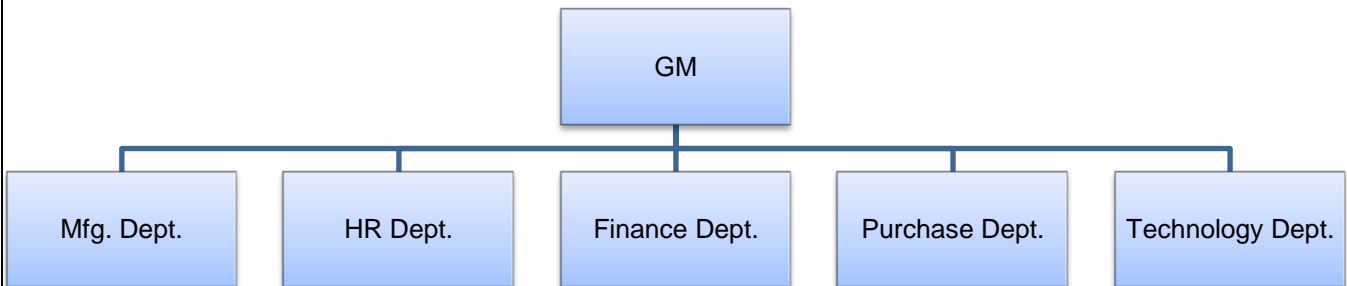 GM
Mfg. Dept.
HR Dept.
Finance Dept.
Purchase Dept.
Technology Dept.